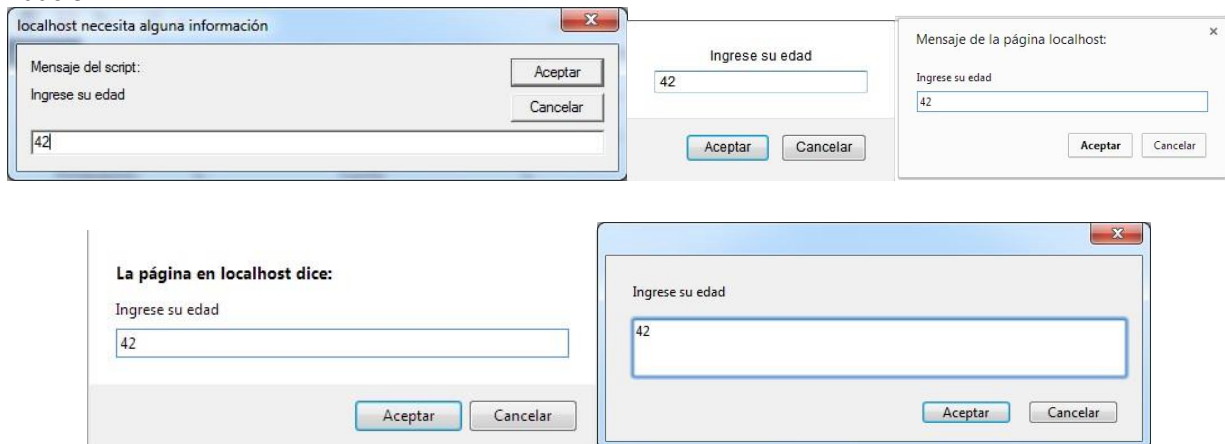 localhost necesita alguna información
Mensaje del script:
Ingrese su edad
Aceptar
Cancelar
42
Ingrese su edad
42
Aceptar Cancelar
Mensaje de la página localhost:
Ingrese su edad
42
Aceptar Cancelar
La página en localhost dice:
Ingrese su edad
42
Aceptar Cancelar
Ingrese su edad
42
Aceptar Cancelar